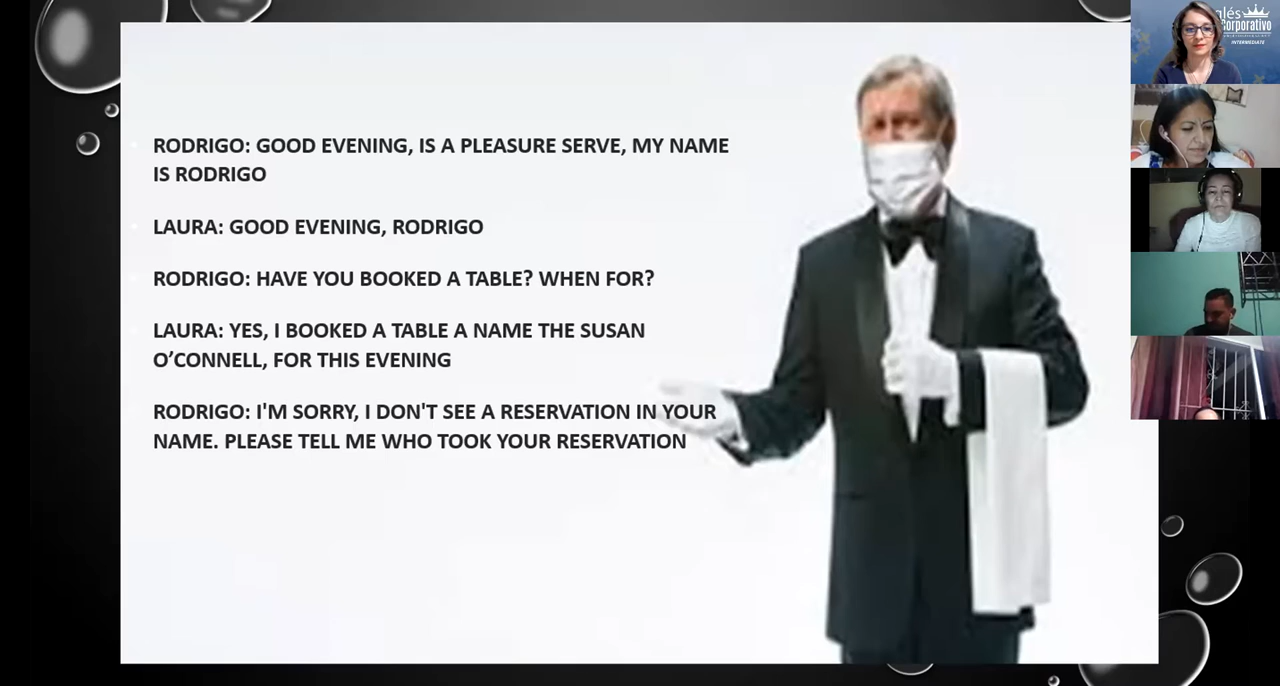 RODRIGO: GOOD EVENING, IS A PLEASURE SERVE, MY NAME
IS RODRIGO
LAURA: GOOD EVENING, RODRIGO
RODRIGO: HAVE YOU BOOKED A TABLE? WHEN FOR?
LAURA: YES, I BOOKED A TABLE A NAME THE SUSAN
O’CONNELL, FOR THIS EVENING
RODRIGO: I'M SORRY, I DON'T SEE A RESERVATION IN YOUR
NAME. PLEASE TELL ME WHO TOOK YOUR RESERVATION
glés
Corporativo
INTERMEDIATE